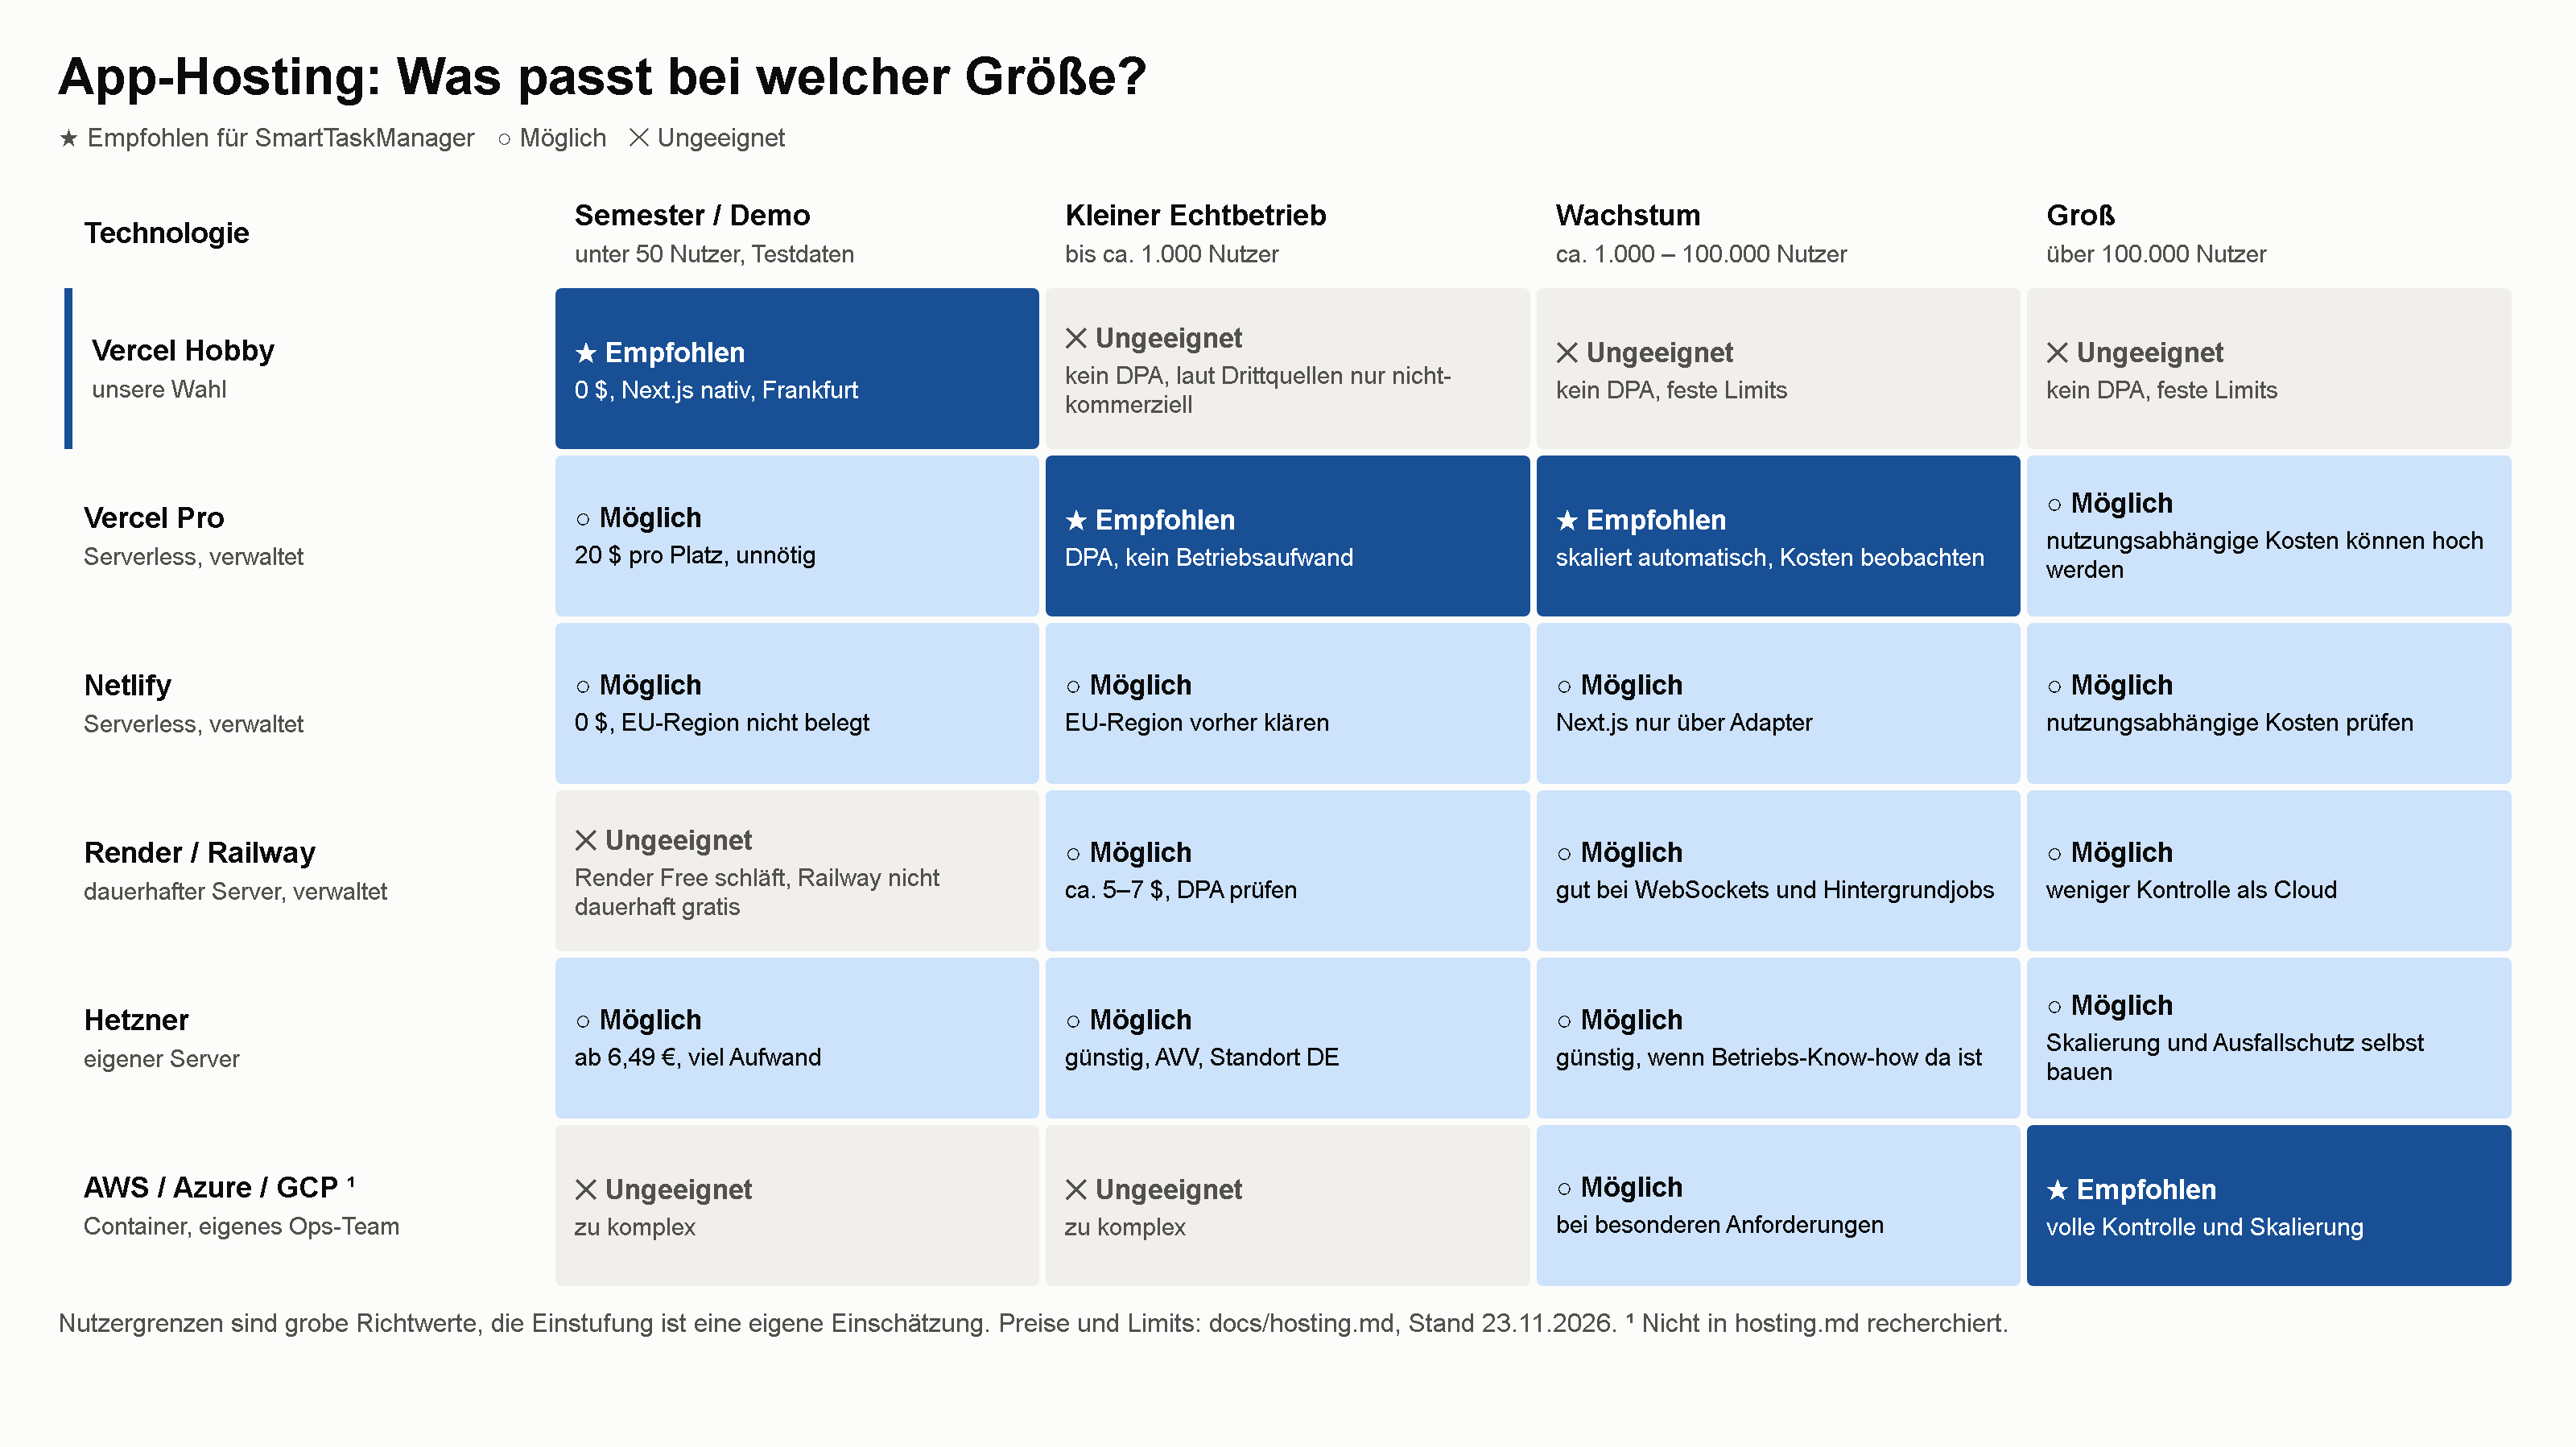 App-Hosting: Was passt bei welcher Größe?
★ Empfohlen für SmartTaskManager ○ Möglich ✕ Ungeeignet
Technologie
Semester / Demo
unter 50 Nutzer, Testdaten
Kleiner Echtbetrieb
bis ca. 1.000 Nutzer
Wachstum
ca. 1.000 – 100.000 Nutzer
Groß
über 100.000 Nutzer
Vercel Hobby
unsere Wahl
★ Empfohlen
0 $, Next.js nativ, Frankfurt
✕ Ungeeignet
kein DPA, laut Drittquellen nur nicht-
kommerziell
✕ Ungeeignet
kein DPA, feste Limits
✕ Ungeeignet
kein DPA, feste Limits
Vercel Pro
Serverless, verwaltet
○ Möglich
20 $ pro Platz, unnötig
★ Empfohlen
DPA, kein Betriebsaufwand
★ Empfohlen
skaliert automatisch, Kosten beobachten
○ Möglich
nutzungsabhängige Kosten können hoch
werden
Netlify
Serverless, verwaltet
○ Möglich
0 $, EU-Region nicht belegt
○ Möglich
EU-Region vorher klären
○ Möglich
Next.js nur über Adapter
○ Möglich
nutzungsabhängige Kosten prüfen
Render / Railway
dauerhafter Server, verwaltet
✕ Ungeeignet
Render Free schläft, Railway nicht
dauerhaft gratis
○ Möglich
ca. 5–7 $, DPA prüfen
○ Möglich
gut bei WebSockets und Hintergrundjobs
○ Möglich
weniger Kontrolle als Cloud
Hetzner
eigener Server
○ Möglich
ab 6,49 €, viel Aufwand
○ Möglich
günstig, AVV, Standort DE
○ Möglich
günstig, wenn Betriebs-Know-how da ist
○ Möglich
Skalierung und Ausfallschutz selbst
bauen
AWS / Azure / GCP ¹
Container, eigenes Ops-Team
✕ Ungeeignet
zu komplex
✕ Ungeeignet
zu komplex
○ Möglich
bei besonderen Anforderungen
★ Empfohlen
volle Kontrolle und Skalierung
Nutzergrenzen sind grobe Richtwerte, die Einstufung ist eine eigene Einschätzung. Preise und Limits: docs/hosting.md, Stand 23.11.2026. ¹ Nicht in hosting.md recherchiert.